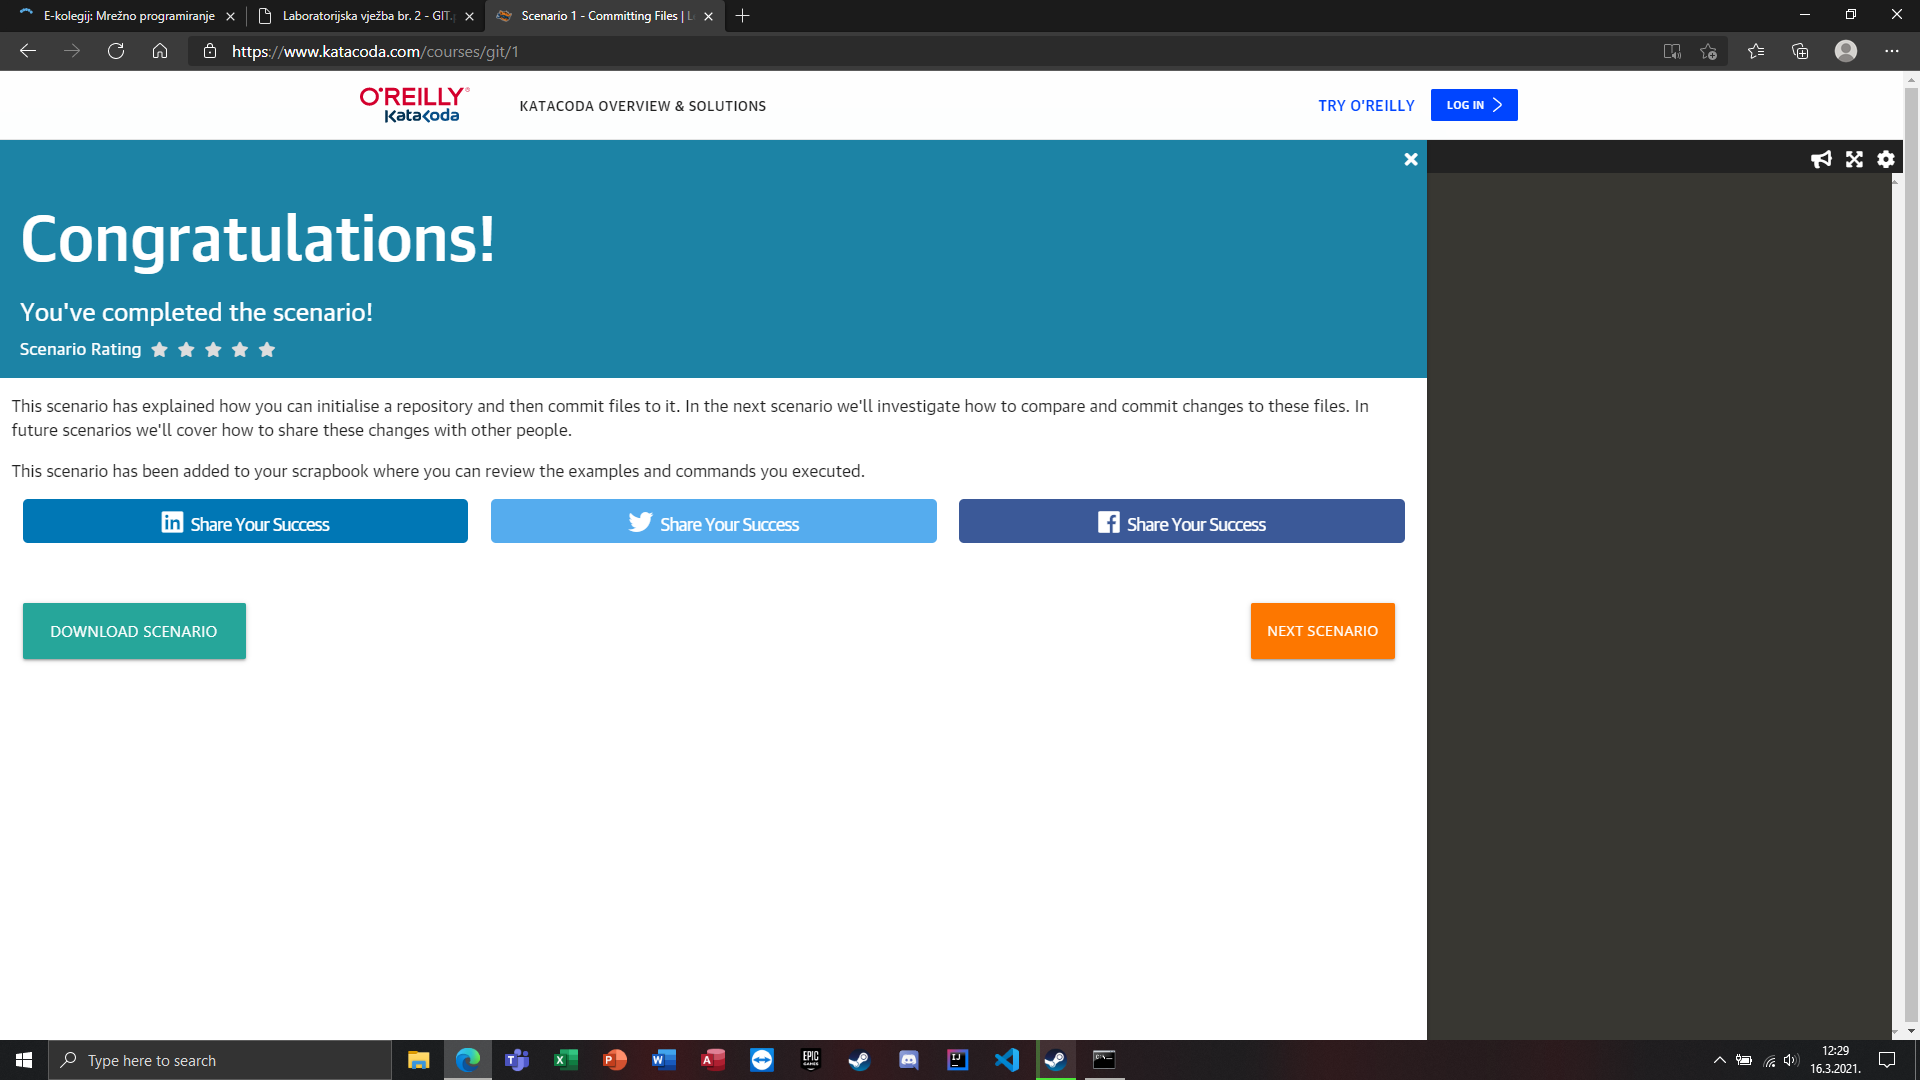 E-kolegij: Mrežno programiranje
Laboratorijska vježba br. 2 - GIT.
Scenario 1 - Committing Files |
https://www.katacoda.com/courses/git/1
O'REILLY®
KataKoda
KATACODA OVERVIEW & SOLUTIONS
TRY O'REILLY
LOG IN
Congratulations!
You've completed the scenario!
Scenario Rating
This scenario has explained how you can initialise a repository and then commit files to it. In the next scenario we'll investigate how to compare and commit changes to these files. In
future scenarios we'll cover how to share these changes with other people.
This scenario has been added to your scrapbook where you can review the examples and commands you executed.
Share Your Success
Share Your Success
Share Your Success
DOWNLOAD SCENARIO
NEXT SCENARIO
Type here to search
EPIC
GAMES
IJ
12:29
16.3.2021.